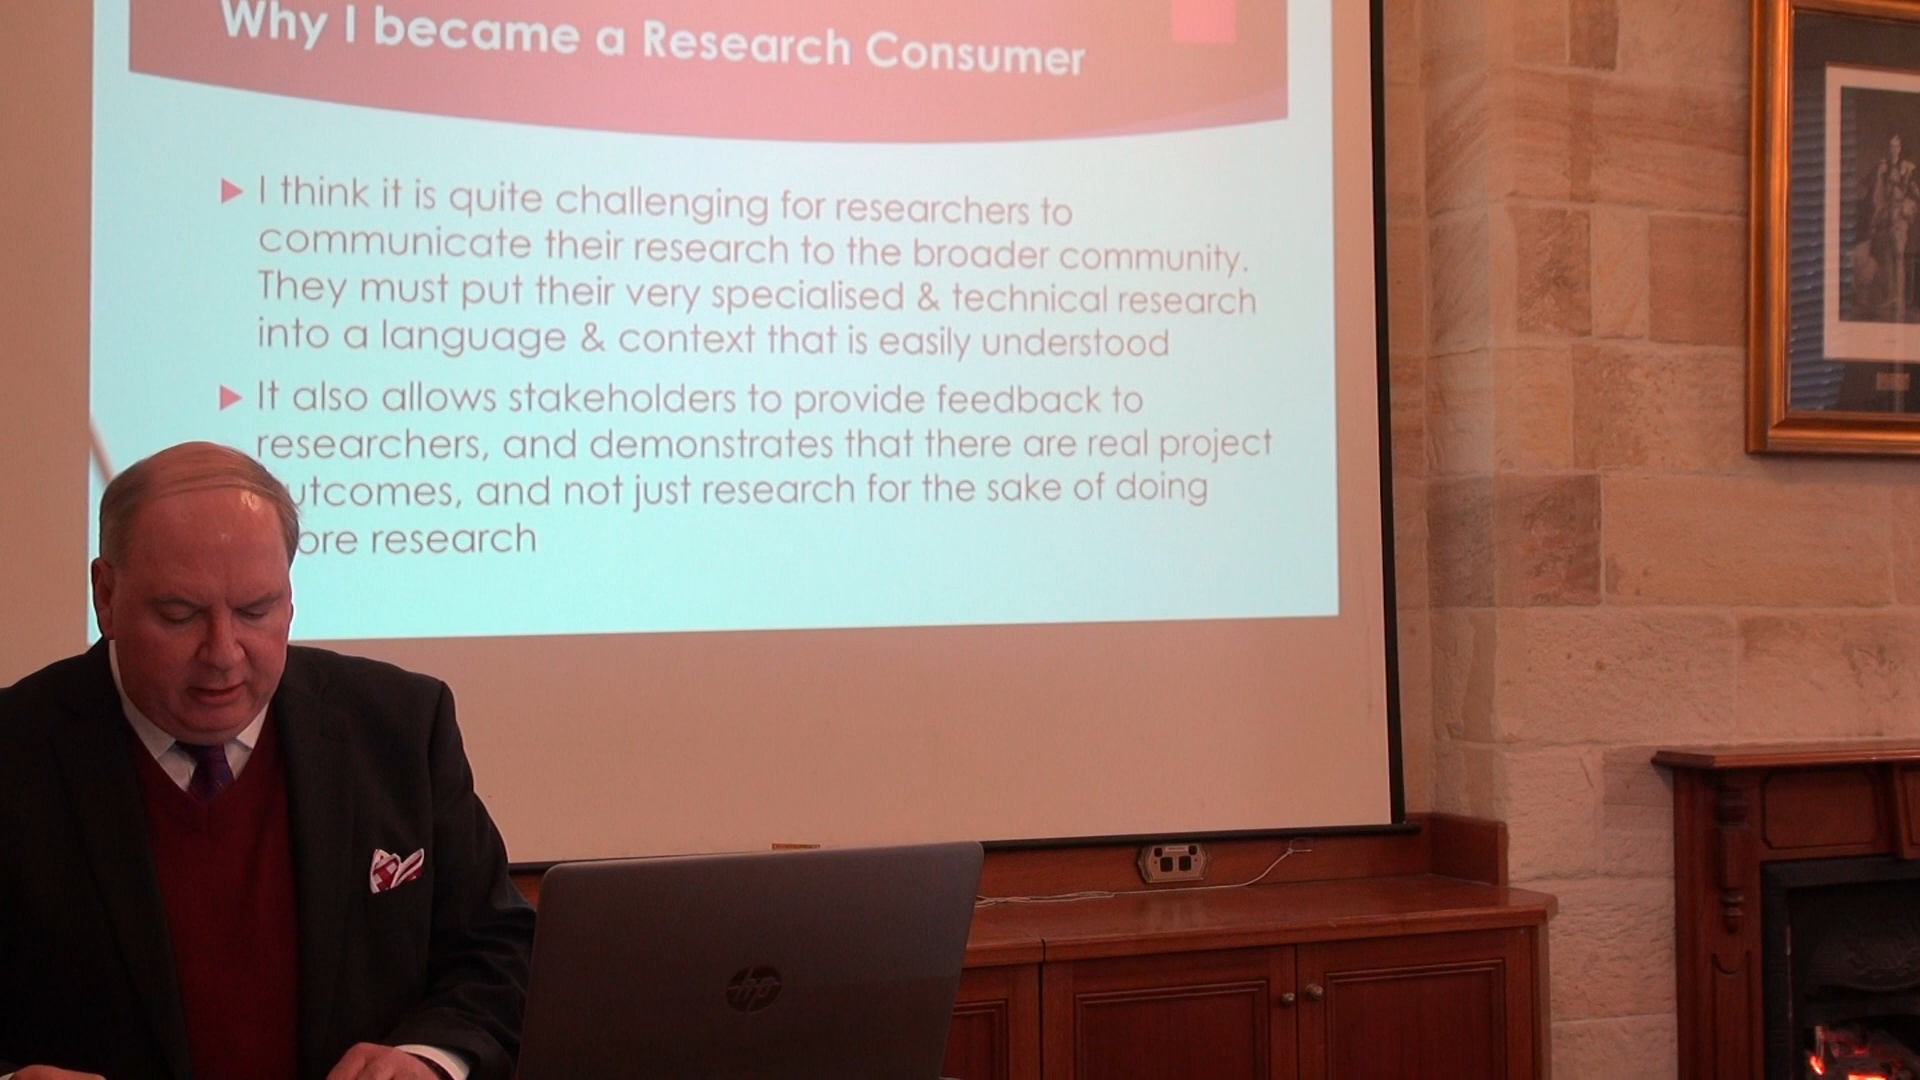 Why I became a Research Consumer
I think it is quite challenging for researchers to
communicate their research to the broader community.
They must put their very specialised & technical research
into a language & context that is easily understood
It also allows stakeholders to provide feedback to
researchers, and demonstrates that there are real project
utcomes, and not just research for the sake of doing
ore research
hp